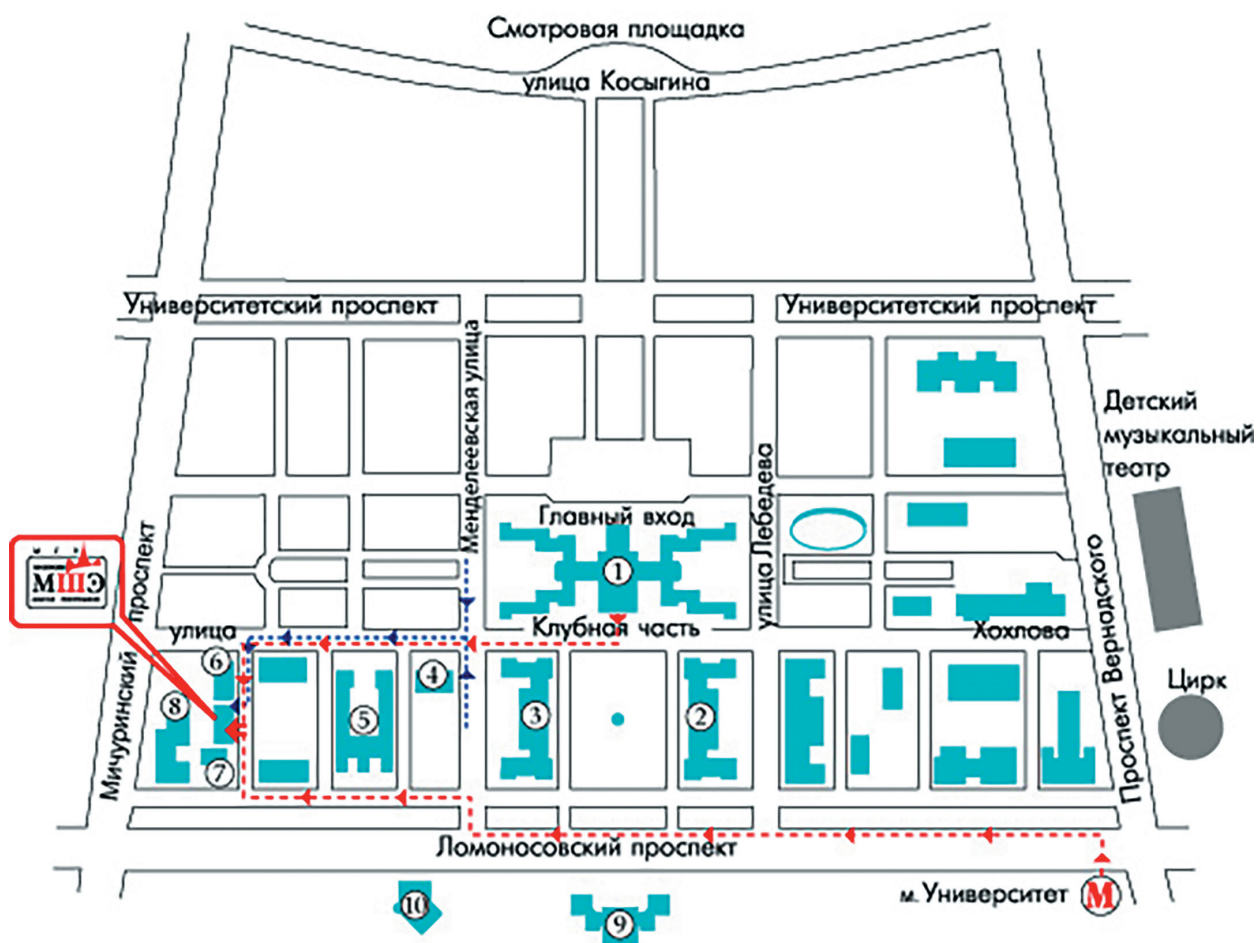 Смотровая площадка
улица Косыгина
Университетский проспект
Университетский проспект
Менделеевская улица
Детский
музыкальный
театр
улица Лебедева
Главный вход
1
МШЭ
проспект
Мичуринский
улица
Клубная часть
Хохлова
Проспект Вернадского
Цирк
6
4
8
5
3
2
7
Ломоносовский проспект
м. Университет
М
10
9